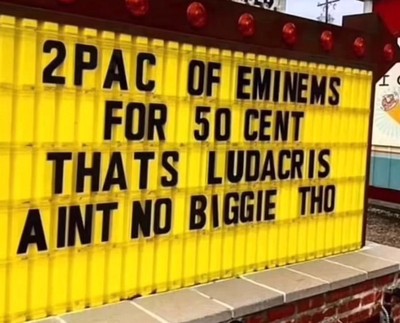 2PAC OF EMINEMS
FOR 50 CENT
THATS LUDACRIS
AINT NO BIGGIE THO